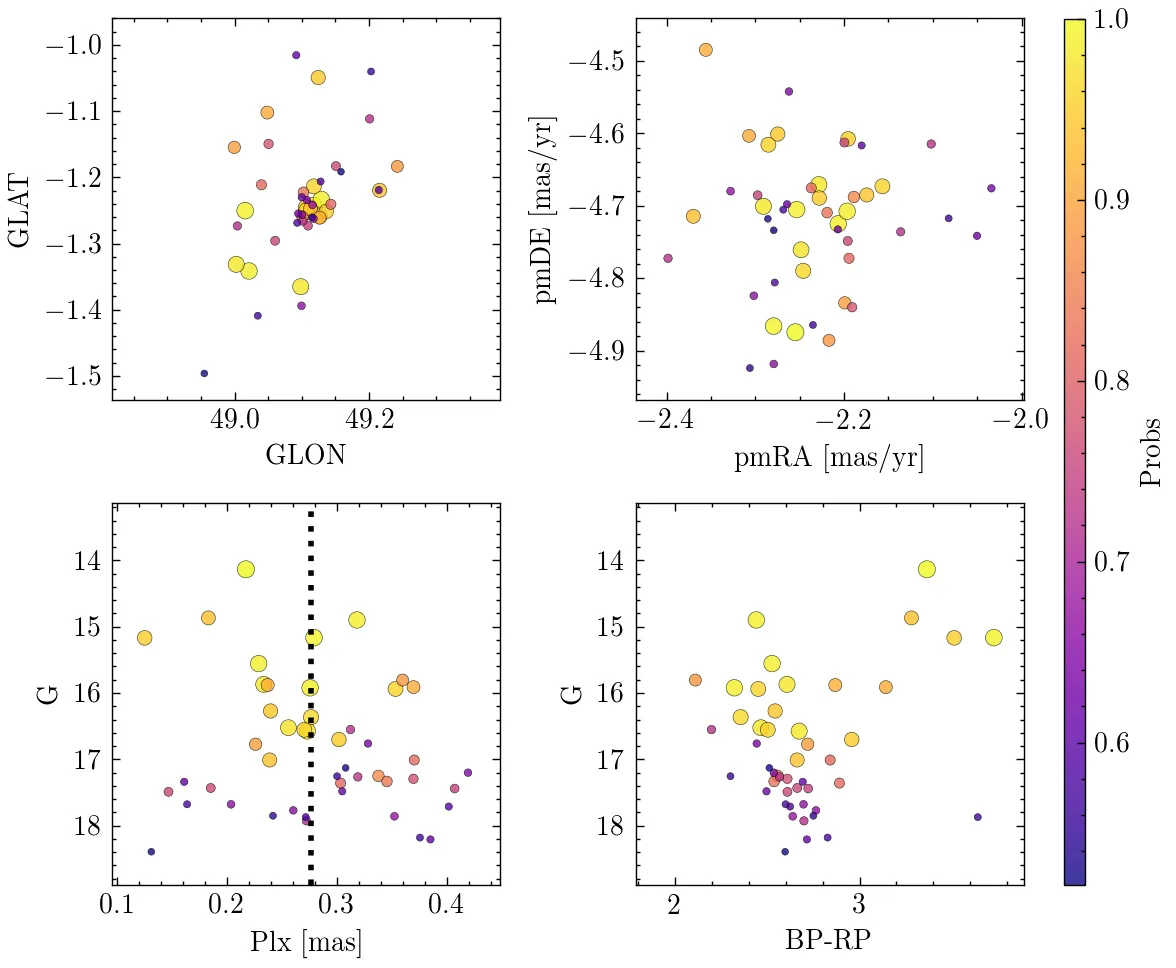 −1.0
−1.1
−1.2
−1.3
−1.4
−1.5
GLAT
49.0 49.2
GLON
−4.5
−4.6
−4.7
−4.8
−4.9
pmDE [mas/yr]
−2.4 −2.2 −2.0
pmRA [mas/yr]
14
15
16
17
18
G
0.1 0.2 0.3 0.4
Plx [mas]
14
15
16
17
18
G
2 3
BP-RP
1.0
0.9
0.8
0.7
0.6
Probs